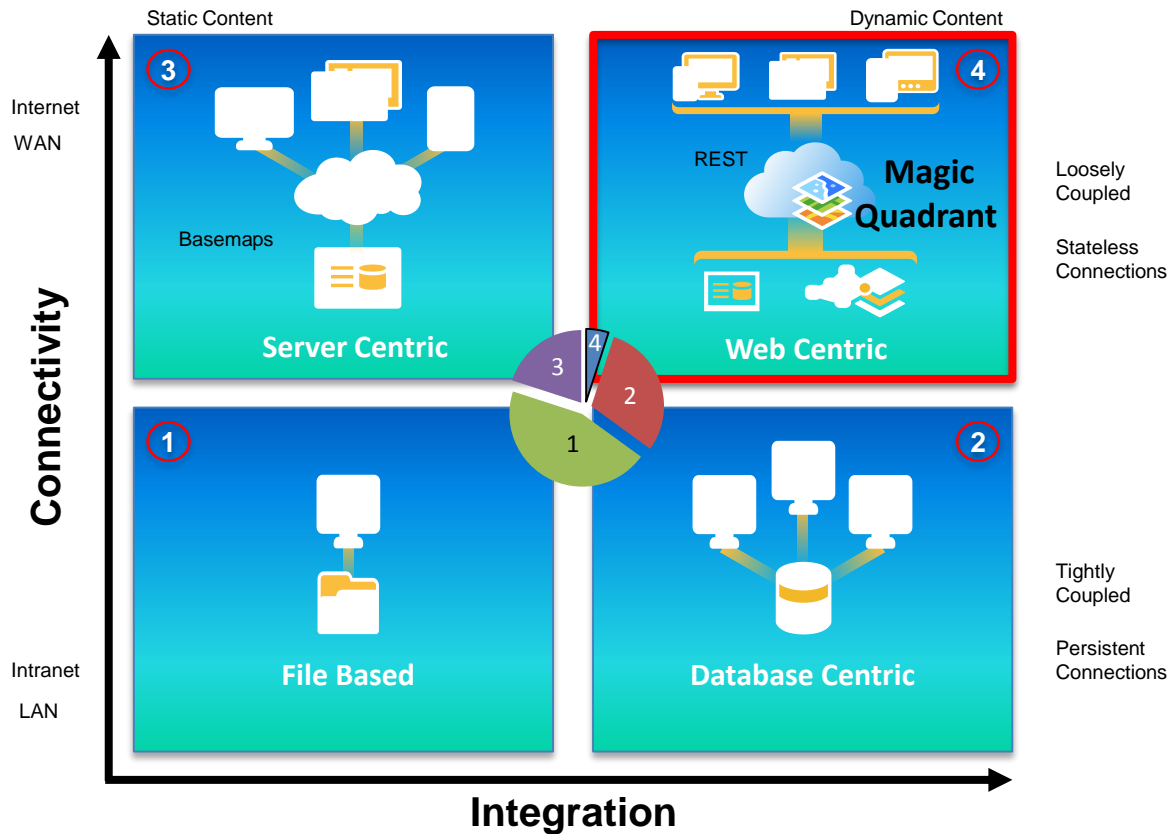 Static Content
Dynamic Content
3
4
Internet
WAN
REST
Magic
Quadrant
Loosely
Coupled
Basemaps
Stateless
Connections
Connectivity
Server Centric
Web Centric
4
3
2
1
1
2
Tightly
Coupled
Persistent
Connections
Intranet
LAN
File Based
Database Centric
Integration